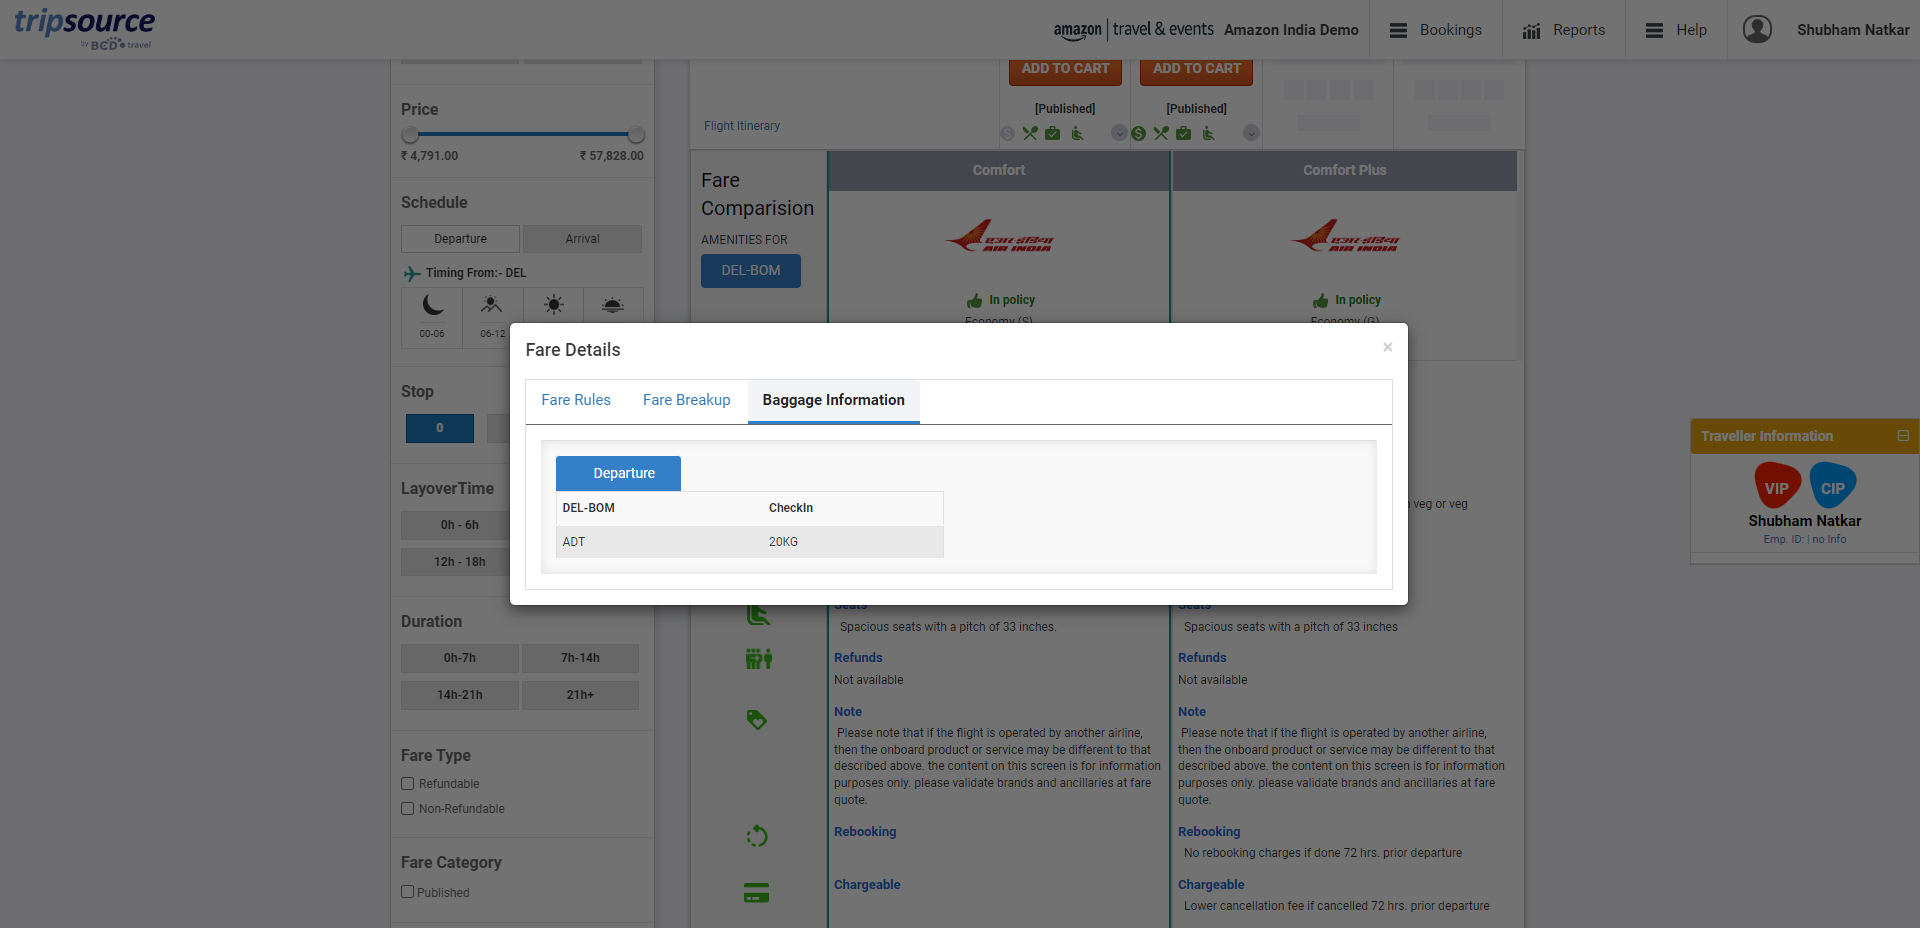 tripsource
by BCD travel
amazon | travel & events
Amazon India Demo
Bookings
Reports
Help
Shubham Natkar
Price
₹ 4,791.00
₹ 57,828.00
Schedule
Departure
Arrival
Timing From:- DEL
00-06
06-12
Stop
0
LayoverTime
0h - 6h
12h - 18h
Duration
0h-7h
7h-14h
14h-21h
21h+
Fare Type
Refundable
Non-Refundable
Fare Category
Published
ADD TO CART
ADD TO CART
[Published]
[Published]
Flight Itinerary
Fare
Comparision
AMENITIES FOR
DEL-BOM
Comfort
Comfort Plus
एअर-इंडिया
AIR INDIA
एअर-इंडिया
AIR INDIA
In policy
In policy
Economy (S)
Economy (G)
Fare Details
×
Fare Rules
Fare Breakup
Baggage Information
Departure
DEL-BOM
CheckIn
ADT
20KG
veg or veg
Seats
Spacious seats with a pitch of 33 inches.
Refunds
Not available
Note
Please note that if the flight is operated by another airline,
then the onboard product or service may be different to that
described above. the content on this screen is for information
purposes only. please validate brands and ancillaries at fare
quote.
Rebooking
Chargeable
Seats
Spacious seats with a pitch of 33 inches
Refunds
Not available
Note
Please note that if the flight is operated by another airline,
then the onboard product or service may be different to that
described above. the content on this screen is for information
purposes only. please validate brands and ancillaries at fare
quote.
Rebooking
No rebooking charges if done 72 hrs. prior departure
Chargeable
Lower cancellation fee if cancelled 72 hrs. prior departure
Traveller Information
VIP
CIP
Shubham Natkar
Emp. ID: | no Info